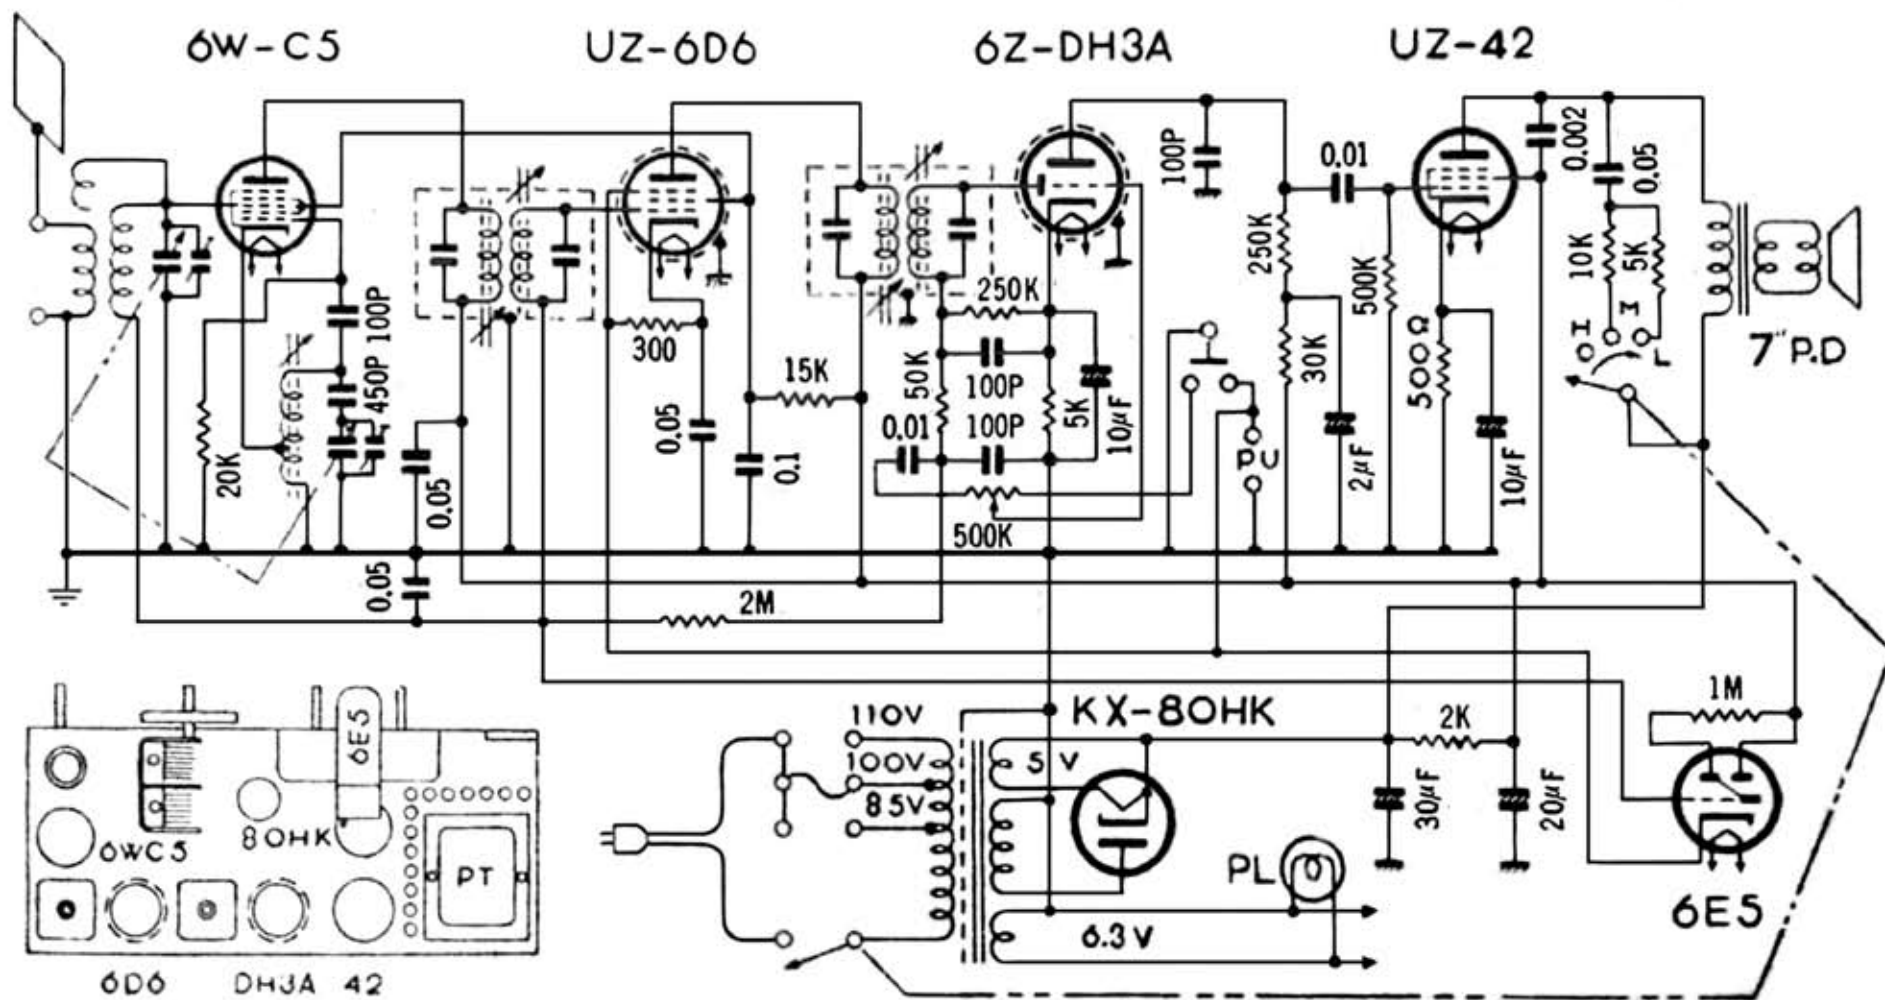 6W-C5
UZ-6D6
6Z-DH3A
UZ-42
100P
0.01
0.002
0.05
250K
500K
10K
5K
H
M
L
7"P.D
100P
450P
20K
300
15K
250K
50K
100P
0.01
100P
5K
10μF
500K
PU
30K
2μF
500Ω
10μF
0.05
0.05
0.1
0.05
2M
KX-80HK
110V
100V
85V
5V
6.3V
PL
2K
30μF
20μF
1M
6E5
6E5
6WC5
80HK
PT
6D6
DH3A
42